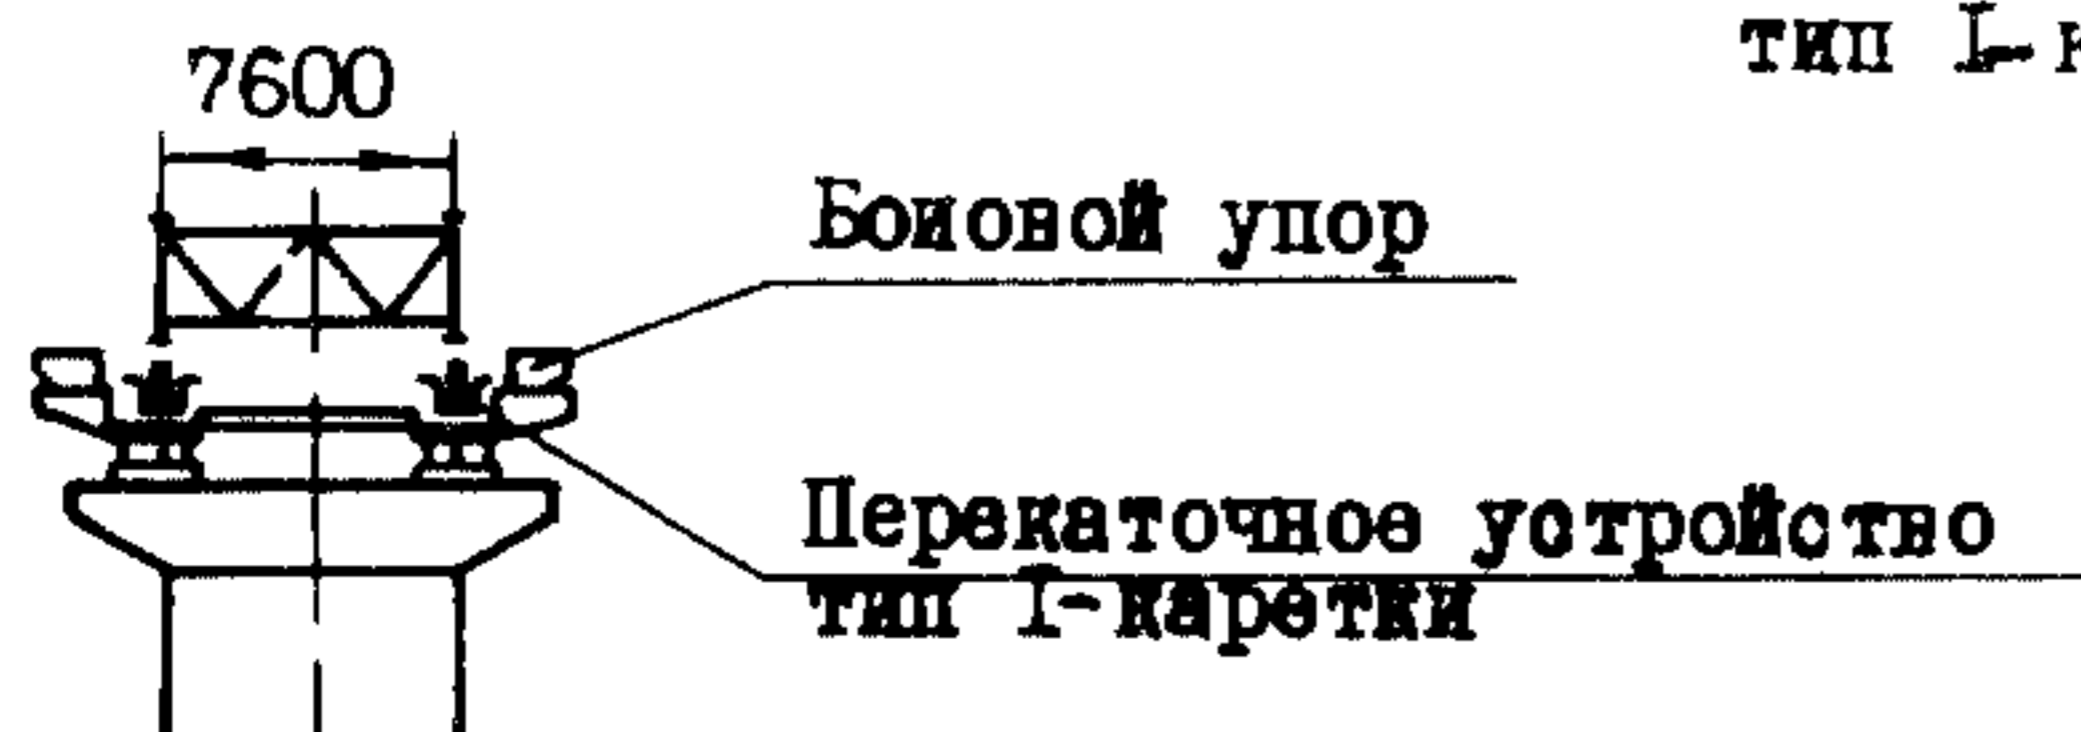 7600
тип I-к
Боковой упор
Перекаточное устройство
тип I-каретки